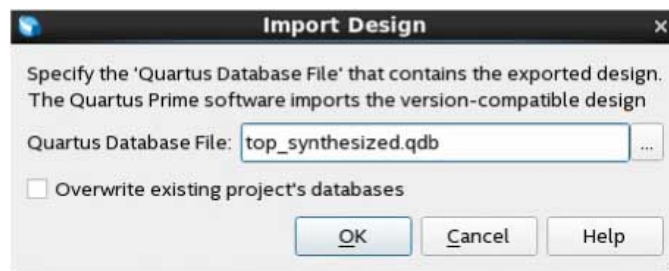 Import Design
Specify the 'Quartus Database File' that contains the exported design.
The Quartus Prime software imports the version-compatible design
Quartus Database File: top_synthesized.qdb ...
Overwrite existing project's databases
OK Cancel Help